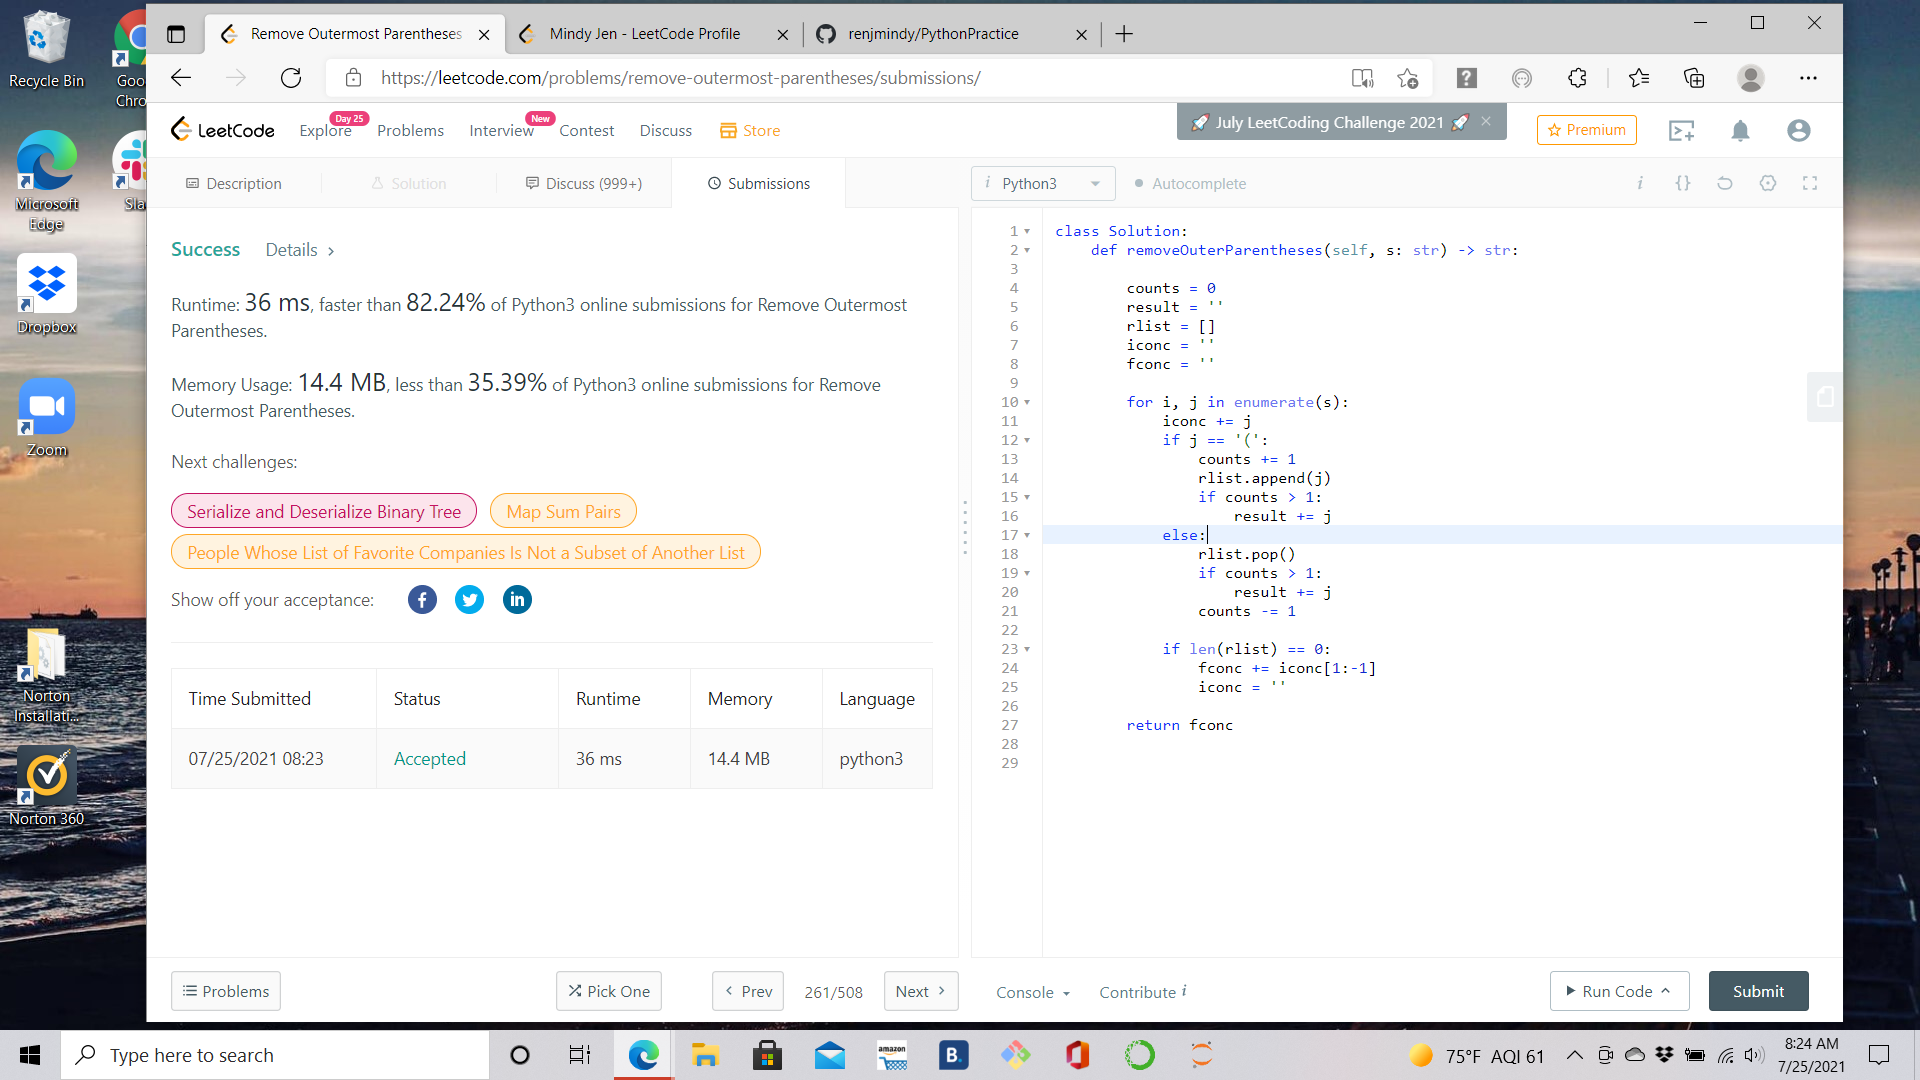 Recycle Bin
Goo
Chro
Microsoft
Edge
Sla
Dropbox
Zoom
Norton
Installati...
Norton 360
Remove Outermost Parentheses
Mindy Jen - LeetCode Profile
renjmindy/PythonPractice
https://leetcode.com/problems/remove-outermost-parentheses/submissions/
LeetCode
Explore
Day 25
Problems
Interview
New
Contest
Discuss
Store
🚀 July LeetCoding Challenge 2021 🚀
Premium
Description
Solution
Discuss (999+)
Submissions
i Python3
Autocomplete
i {}
Success Details
Runtime: 36 ms, faster than 82.24% of Python3 online submissions for Remove Outermost
Parentheses.
Memory Usage: 14.4 MB, less than 35.39% of Python3 online submissions for Remove
Outermost Parentheses.
Next challenges:
Serialize and Deserialize Binary Tree
Map Sum Pairs
People Whose List of Favorite Companies Is Not a Subset of Another List
Show off your acceptance:
Time Submitted Status Runtime Memory Language
07/25/2021 08:23 Accepted 36 ms 14.4 MB python3
1 class Solution:
2 def removeOuterParentheses(self, s: str) -> str:
3
4 counts = 0
5 result = ''
6 rlist = []
7 iconc = ''
8 fconc = ''
9
10 for i, j in enumerate(s):
11 iconc += j
12 if j == '(':
13 counts += 1
14 rlist.append(j)
15 if counts > 1:
16 result += j
17 else:
18 rlist.pop()
19 if counts > 1:
20 result += j
21 counts -= 1
22
23 if len(rlist) == 0:
24 fconc += iconc[1:-1]
25 iconc = ''
26
27 return fconc
28
29
Problems
Pick One
Prev
261/508
Next
Console
Contribute i
Run Code
Submit
Type here to search
amazon
B.
75°F AQI 61
8:24 AM
7/25/2021